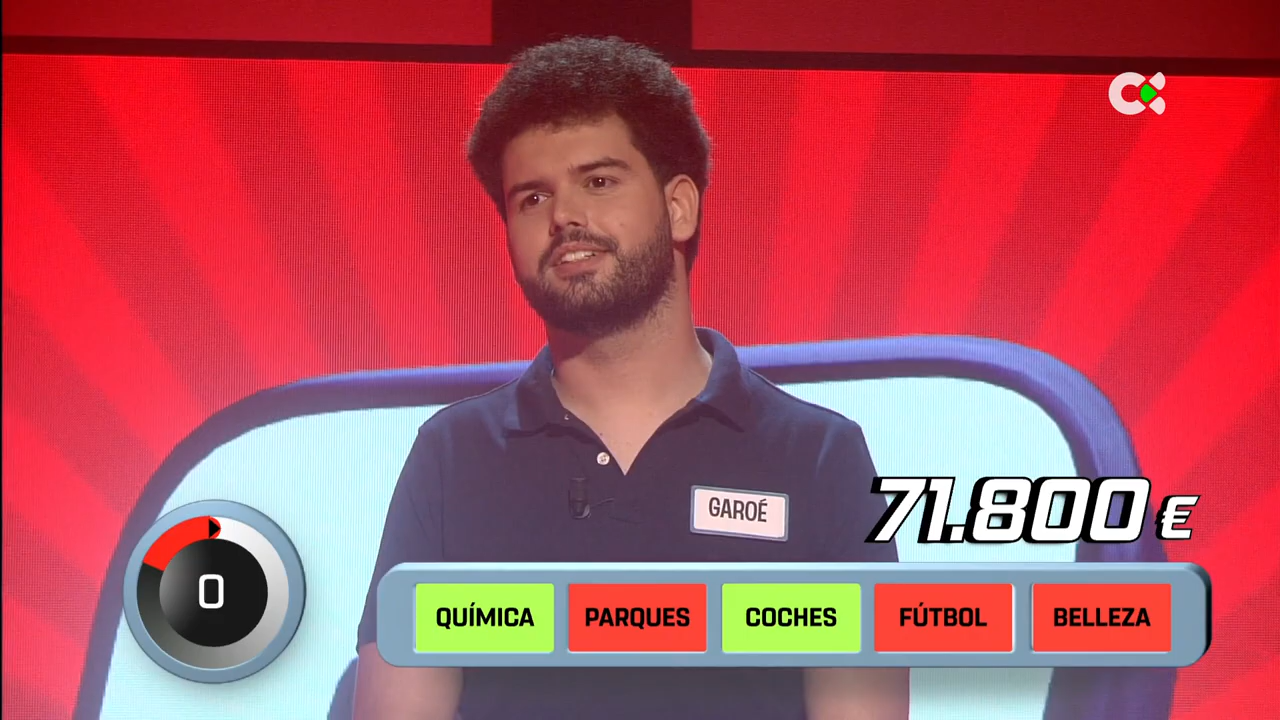 GAROÉ
71.800 €
0
QUÍMICA
PARQUES
COCHES
FÚTBOL
BELLEZA